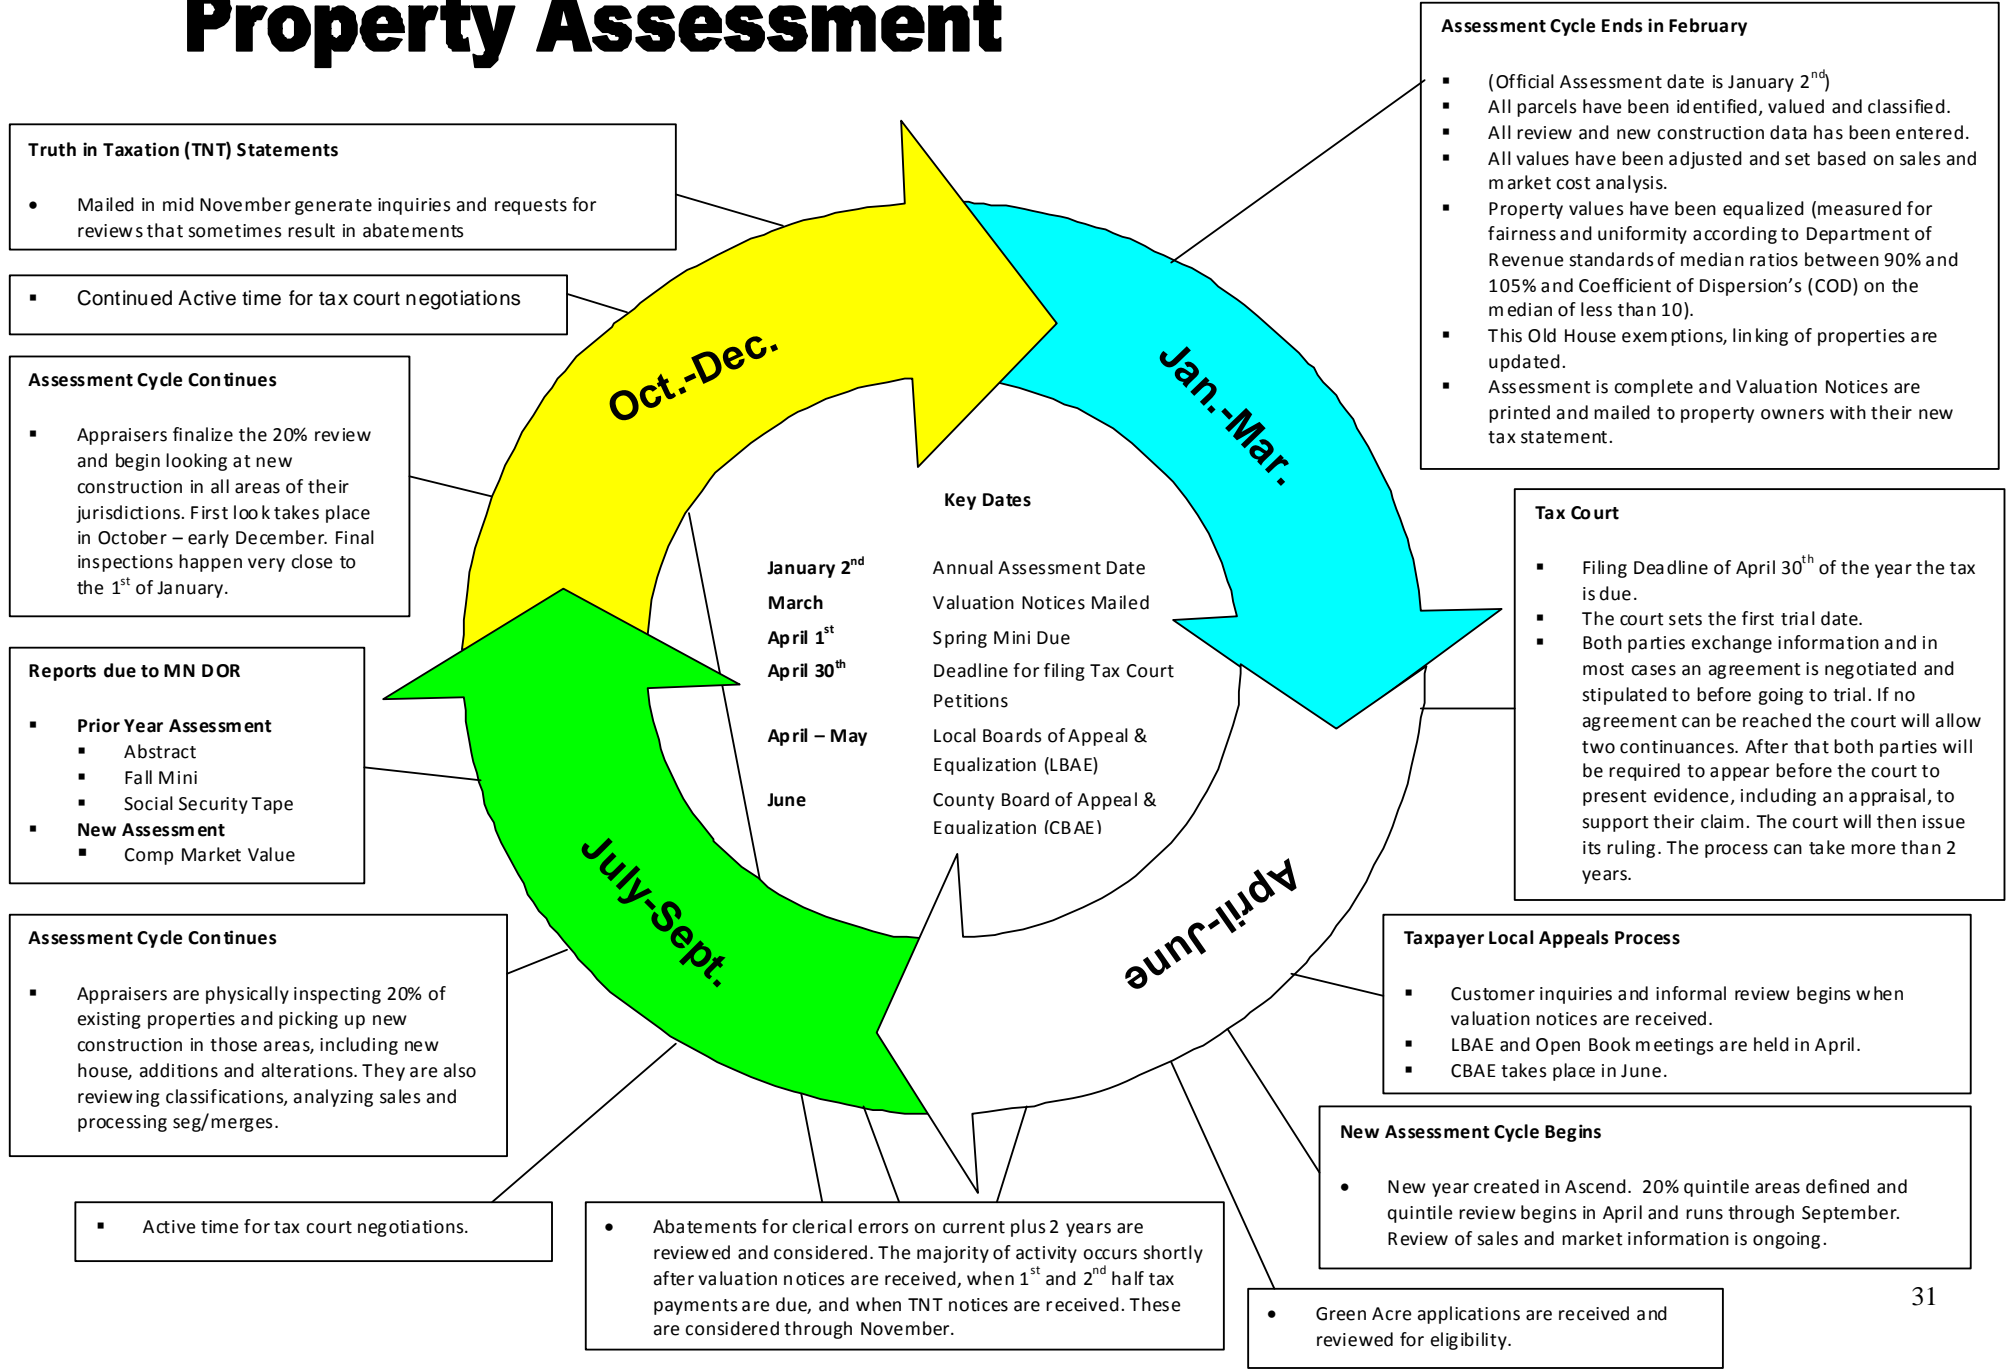 Property Assessment
Truth in Taxation (TNT) Statements
• Mailed in mid November generate inquiries and requests for
reviews that sometimes result in abatements
▪ Continued Active time for tax court negotiations
Assessment Cycle Continues
▪ Appraisers finalize the 20% review
and begin looking at new
construction in all areas of their
jurisdictions. First look takes place
in October – early December. Final
inspections happen very close to
the 1st of January.
Reports due to MN DOR
▪ Prior Year Assessment
▪ Abstract
▪ Fall Mini
▪ Social Security Tape
▪ New Assessment
▪ Comp Market Value
Assessment Cycle Continues
▪ Appraisers are physically inspecting 20% of
existing properties and picking up new
construction in those areas, including new
house, additions and alterations. They are also
reviewing classifications, analyzing sales and
processing seg/merges.
▪ Active time for tax court negotiations.
Oct.-Dec.
Jan.-Mar.
April-June
July-Sept.
Key Dates
January 2nd Annual Assessment Date
March Valuation Notices Mailed
April 1st Spring Mini Due
April 30th Deadline for filing Tax Court
Petitions
April – May Local Boards of Appeal &
Equalization (LBAE)
June County Board of Appeal &
Equalization (CBAE)
Assessment Cycle Ends in February
▪ (Official Assessment date is January 2nd)
▪ All parcels have been identified, valued and classified.
▪ All review and new construction data has been entered.
▪ All values have been adjusted and set based on sales and
market cost analysis.
▪ Property values have been equalized (measured for
fairness and uniformity according to Department of
Revenue standards of median ratios between 90% and
105% and Coefficient of Dispersion's (COD) on the
median of less than 10).
▪ This Old House exemptions, linking of properties are
updated.
▪ Assessment is complete and Valuation Notices are
printed and mailed to property owners with their new
tax statement.
Tax Court
▪ Filing Deadline of April 30th of the year the tax
is due.
▪ The court sets the first trial date.
▪ Both parties exchange information and in
most cases an agreement is negotiated and
stipulated to before going to trial. If no
agreement can be reached the court will allow
two continuances. After that both parties will
be required to appear before the court to
present evidence, including an appraisal, to
support their claim. The court will then issue
its ruling. The process can take more than 2
years.
Taxpayer Local Appeals Process
▪ Customer inquiries and informal review begins when
valuation notices are received.
▪ LBAE and Open Book meetings are held in April.
▪ CBAE takes place in June.
New Assessment Cycle Begins
• New year created in Ascend. 20% quintile areas defined and
quintile review begins in April and runs through September.
Review of sales and market information is ongoing.
• Abatements for clerical errors on current plus 2 years are
reviewed and considered. The majority of activity occurs shortly
after valuation notices are received, when 1st and 2nd half tax
payments are due, and when TNT notices are received. These
are considered through November.
• Green Acre applications are received and
reviewed for eligibility.
31